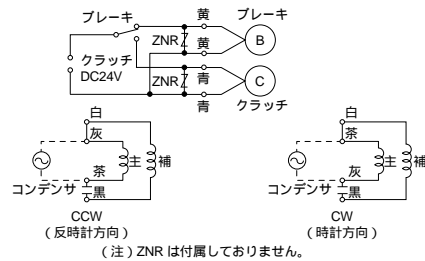 ブレーキ 黄 ブレーキ
ZNR
黄 B
クラッチ
DC24V
ZNR 青 C
青 クラッチ
白 白
灰 茶
主 補 主 補
茶 灰
コンデンサ 黒 コンデンサ 黒
CCW CW
(反時計方向) (時計方向)
(注)ZNR は付属しておりません。